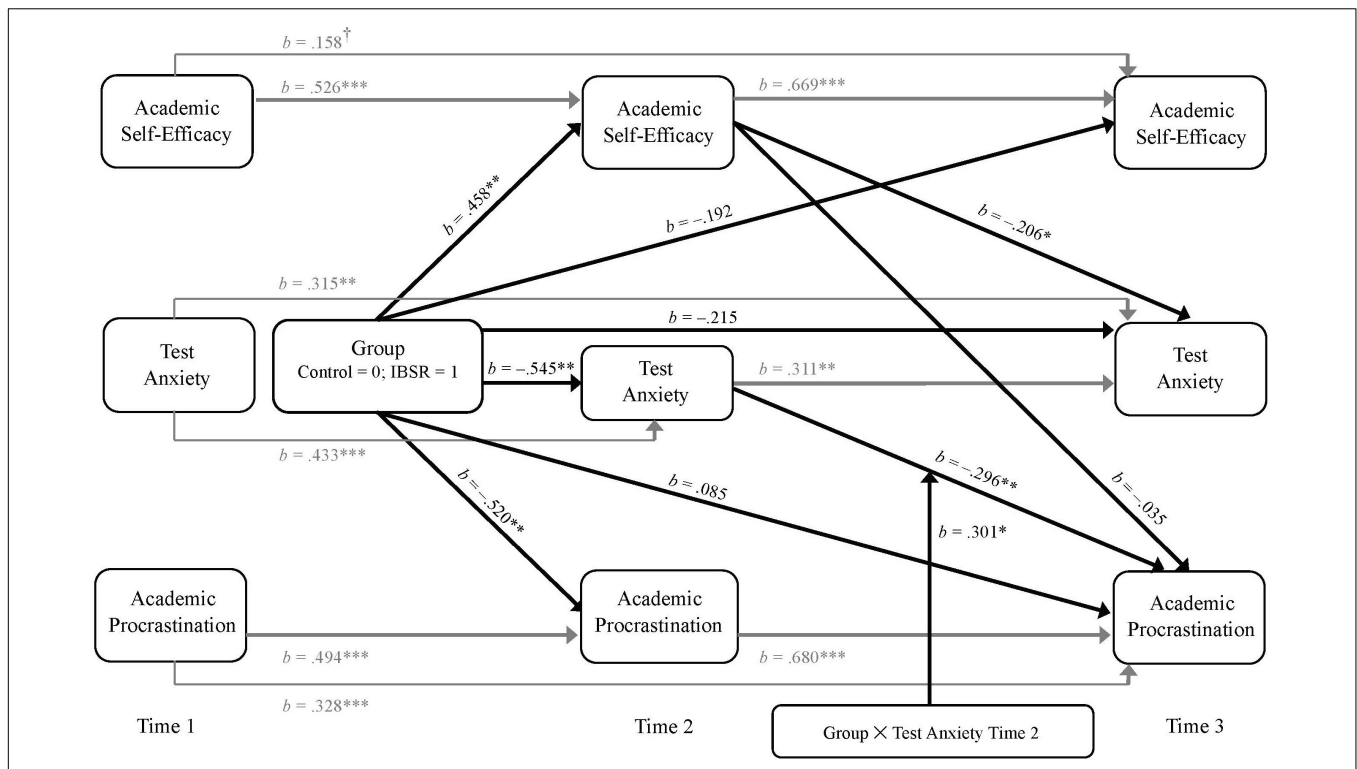 b = .158†
b = .526***
b = .669***
Academic
Self-Efficacy
Academic
Self-Efficacy
Academic
Self-Efficacy
b = .458**
b = –.192
b = –.206*
b = .315**
b = –.215
Test
Anxiety
Group
Control = 0; IBSR = 1
b = –.545**
Test
Anxiety
b = .311**
Test
Anxiety
b = .433***
b = –.520**
b = .085
b = –.296**
b = –.035
b = .301*
Academic
Procrastination
Academic
Procrastination
Academic
Procrastination
b = .494***
b = .680***
b = .328***
Time 1
Time 2
Group × Test Anxiety Time 2
Time 3